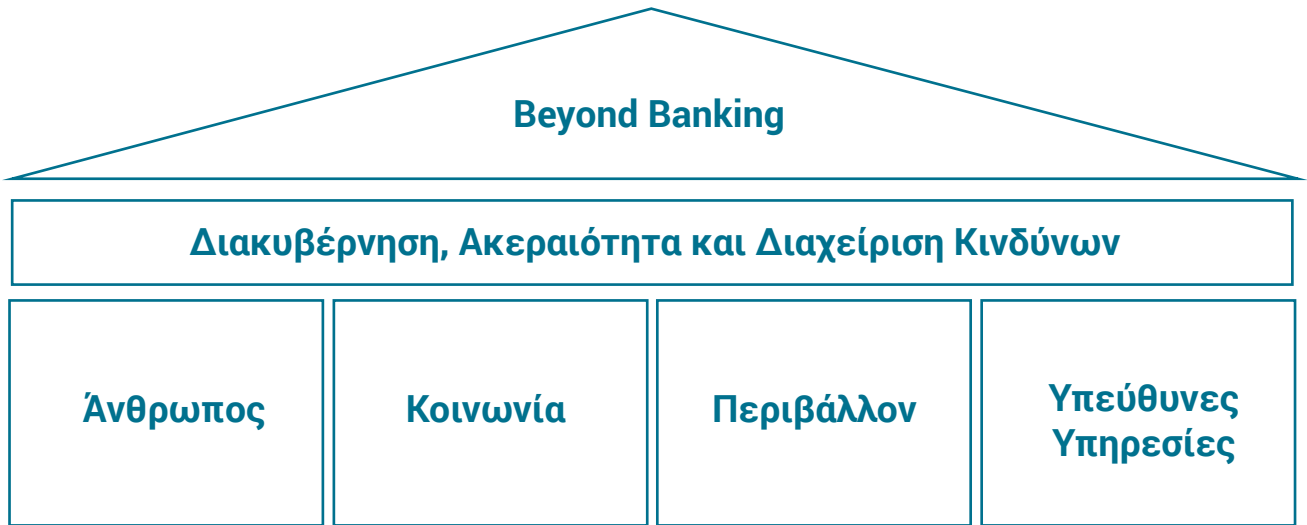 Beyond Banking
Διακυβέρνηση, Ακεραιότητα και Διαχείριση Κινδύνων
Άνθρωπος
Κοινωνία
Περιβάλλον
Υπεύθυνες
Υπηρεσίες